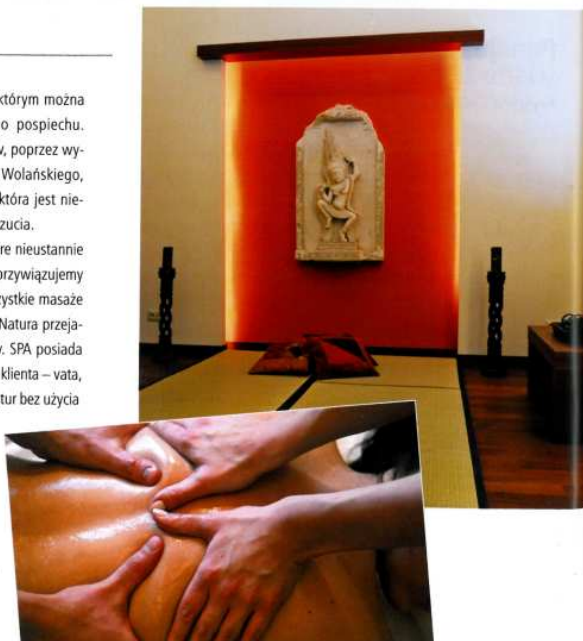 którym można
o pospiechu.
v, poprzez wy-
Wolańskiego,
która jest nie-
zucia.
re nieustannie
przywiązujemy
zystkie masaże
Natura przeja-
v. SPA posiada
klienta – vata,
tur bez użycia